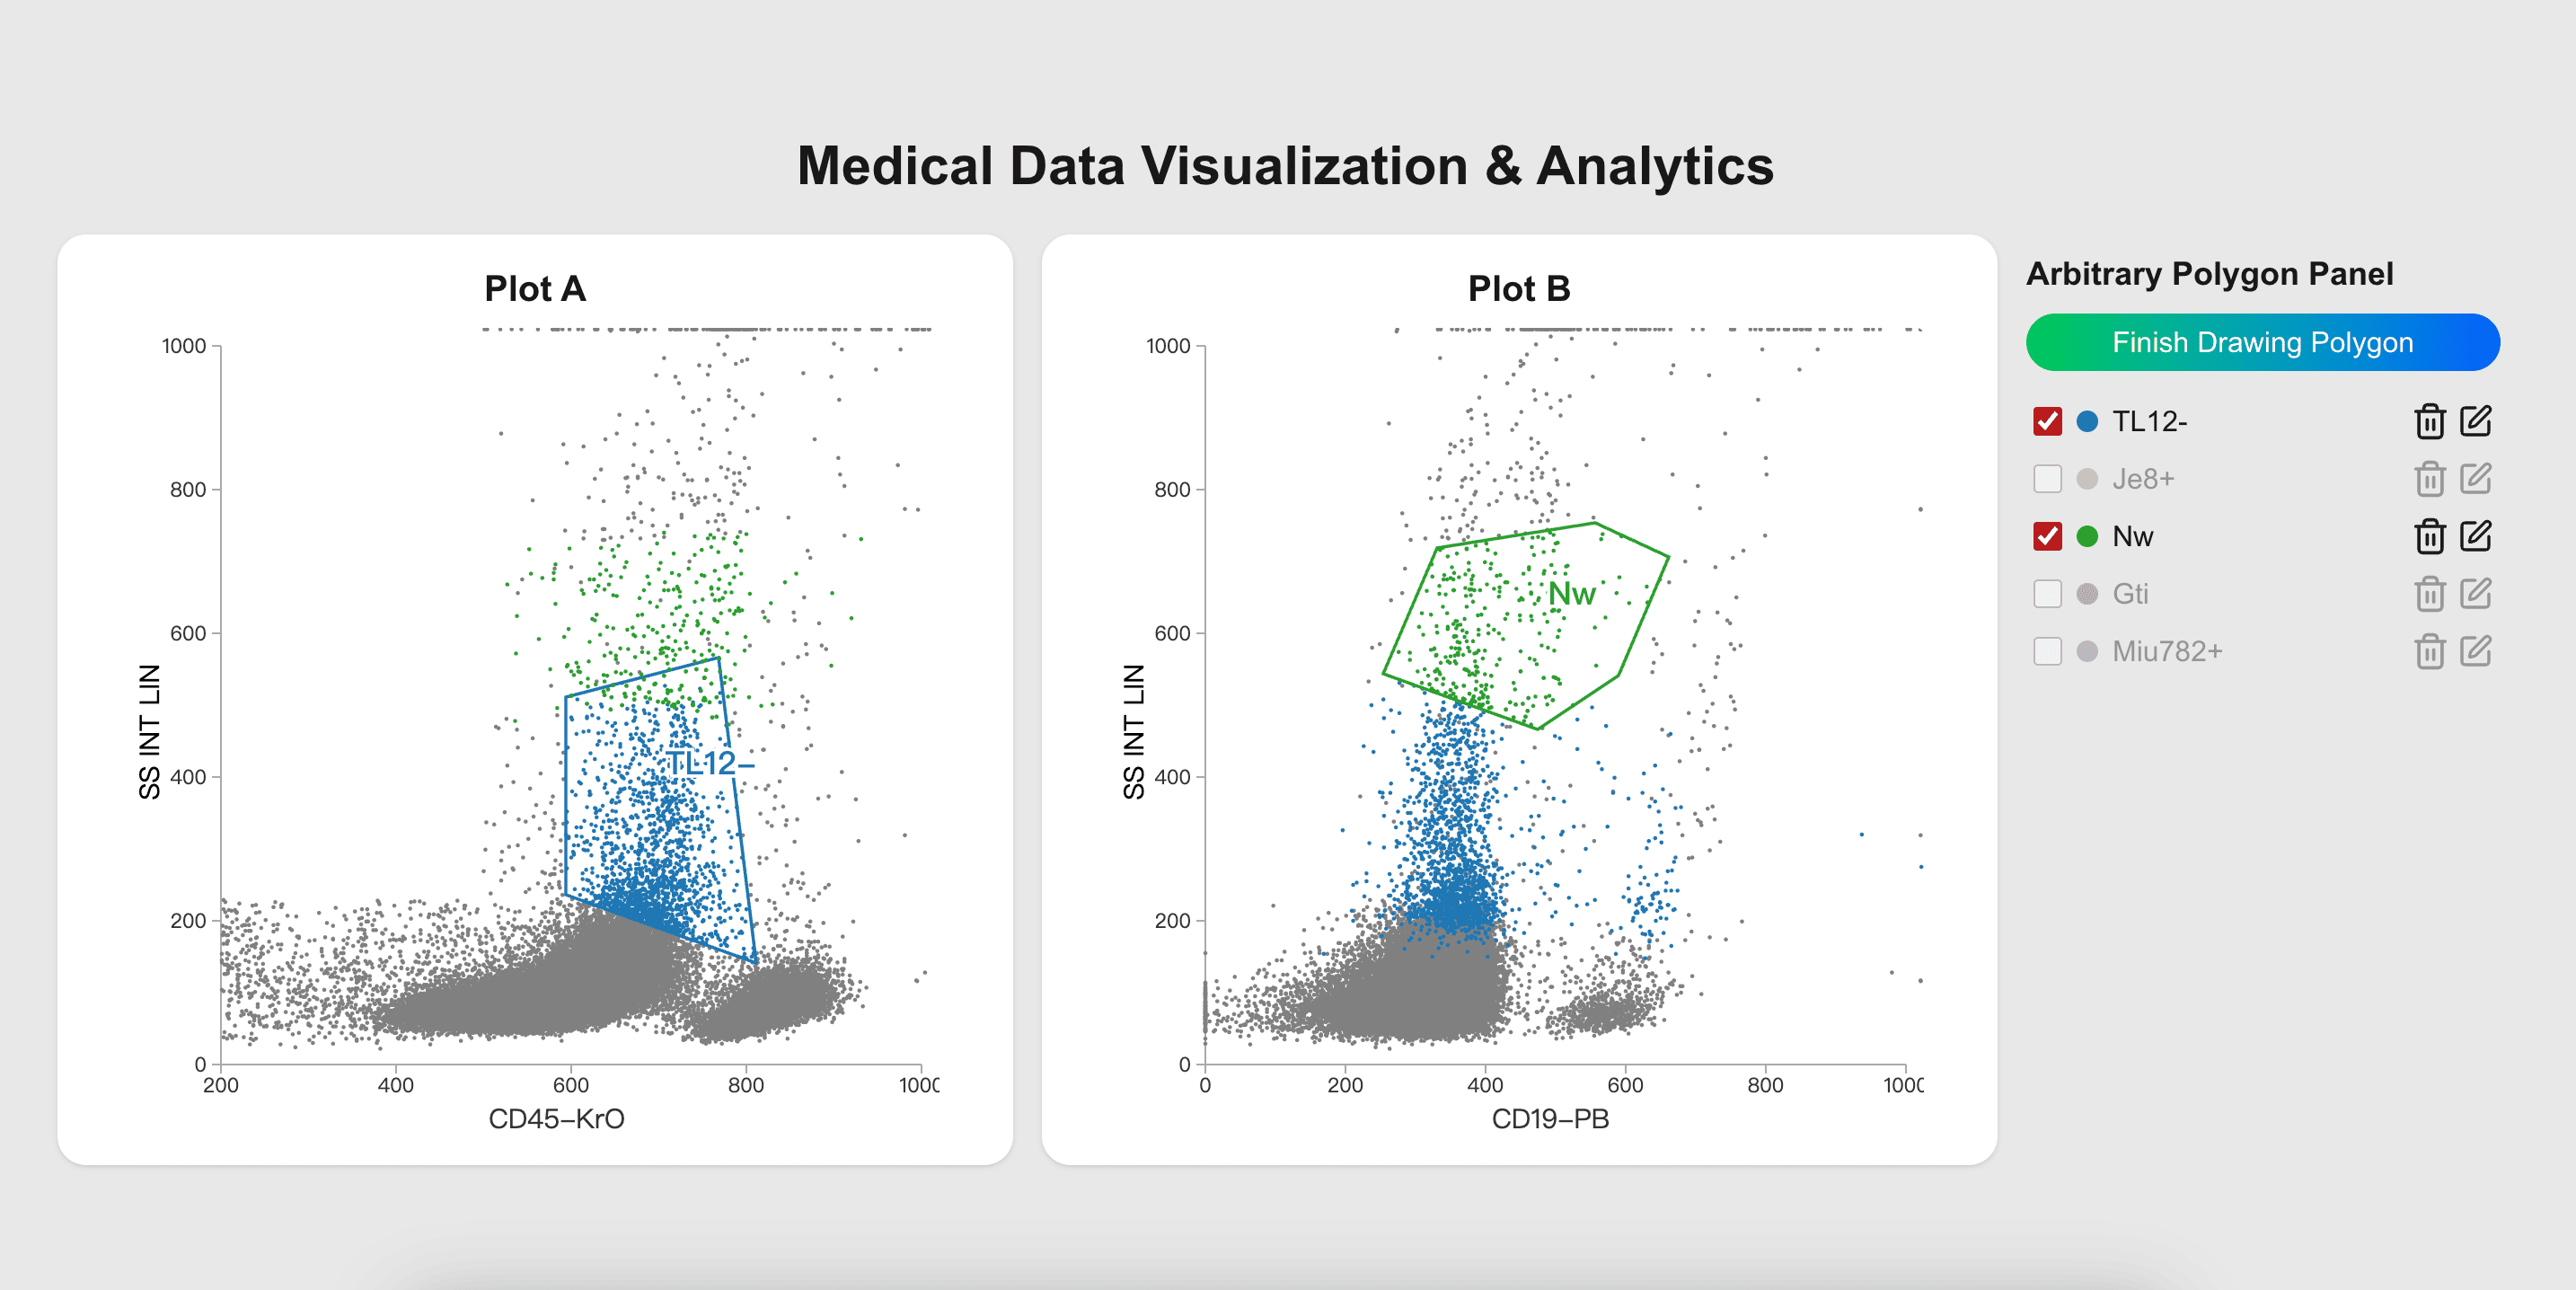 Medical Data Visualization & Analytics
Plot A
1000
800
600
400
200
0
200 400 600 800 1000
SS INT LIN
CD45–KrO
TL12–
Plot B
1000
800
600
400
200
0
0 200 400 600 800 1000
SS INT LIN
CD19–PB
Nw
Arbitrary Polygon Panel
Finish Drawing Polygon
TL12-
Je8+
Nw
Gti
Miu782+